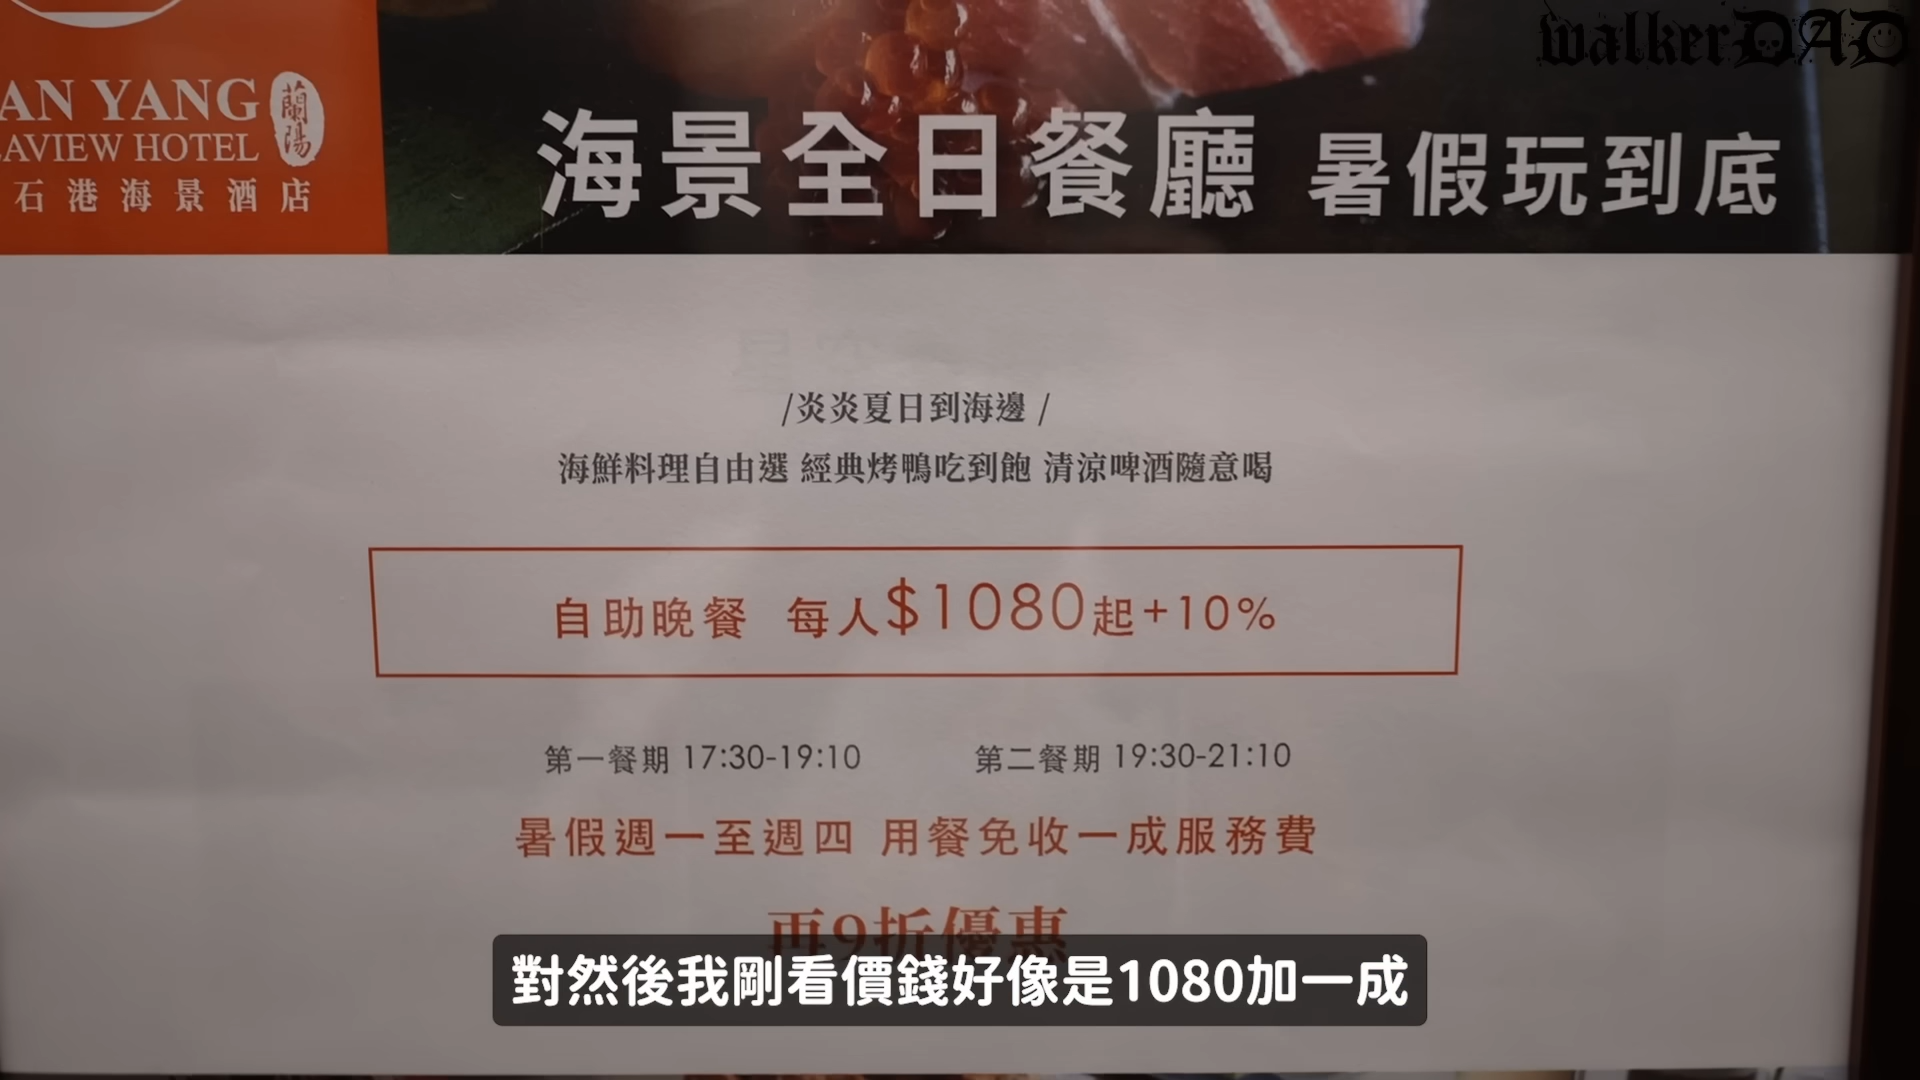 walkerDAD
AN YANG 蘭陽
AVIEW HOTEL
石港海景酒店
海景全日餐廳 暑假玩到底
/炎炎夏日到海邊/
海鮮料理自由選 經典烤鴨吃到飽 清涼啤酒隨意喝
自助晚餐 每人$1080起+10%
第一餐期 17:30-19:10 第二餐期 19:30-21:10
暑假週一至週四 用餐免收一成服務費
再9折優惠
對然後我剛看價錢好像是1080加一成